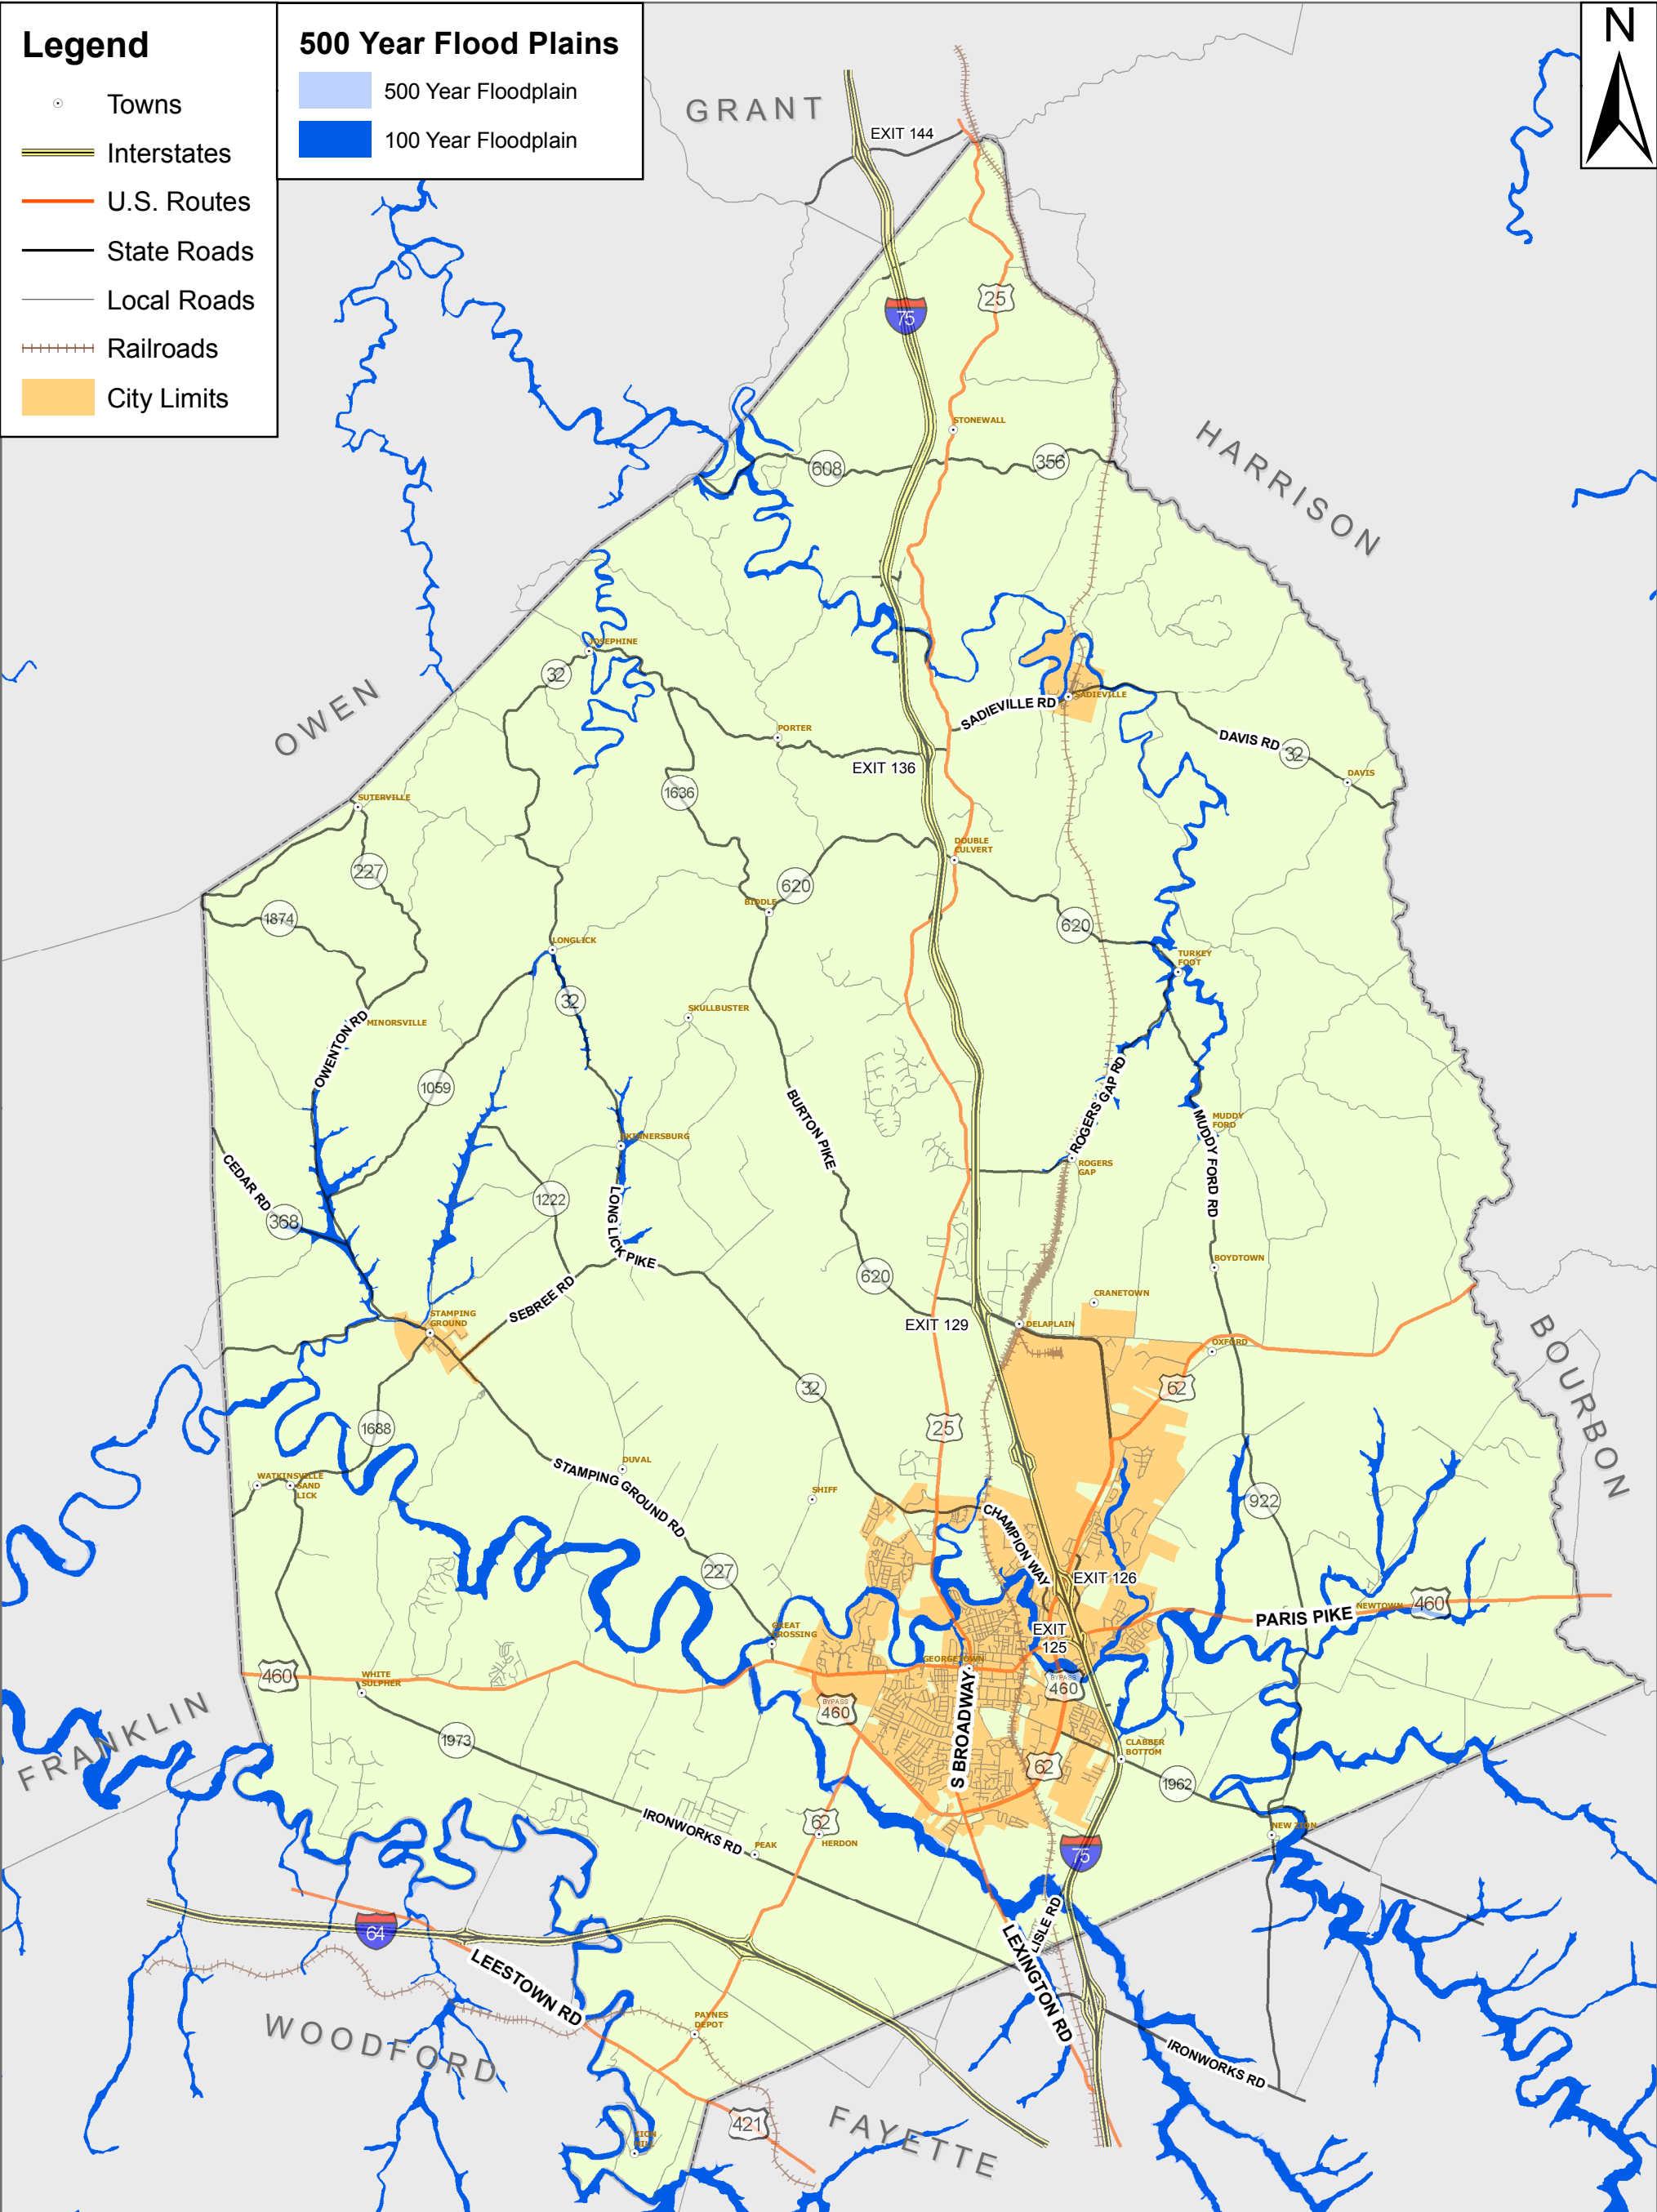 Legend
Towns
Interstates
U.S. Routes
State Roads
Local Roads
Railroads
City Limits
500 Year Flood Plains
500 Year Floodplain
100 Year Floodplain
N
GRANT
EXIT 144
25
75
STONEWALL
608
356
HARRISON
JOSEPHINE
32
OWEN
SADIEVILLE
SADIEVILLE RD
PORTER
DAVIS RD
32
EXIT 136
DAVIS
1636
SUTERVILLE
DOUBLE
CULVERT
227
620
BIDDLE
1874
620
LONGLICK
TURKEY
FOOT
32
SKULLBUSTER
MINORSVILLE
OWENTON RD
1059
ROGERS GAP RD
BURTON PIKE
MUDDY
FORD
MUDDY FORD RD
SKINNERSBURG
ROGERS
GAP
CEDAR RD
1222
LONG LICK PIKE
368
BOYDTOWN
620
SEBREE RD
CRANETOWN
STAMPING
GROUND
EXIT 129
DELAPLAIN
OXFORD
BOURBON
32
62
25
1688
DUVAL
WATKINSVILLE
SAND
LICK
STAMPING GROUND RD
SHIFF
922
CHAMPION WAY
227
EXIT 126
NEWTOWN
460
PARIS PIKE
GREAT
CROSSING
EXIT
125
GEORGETOWN
460
WHITE
SULPHER
BYPASS
460
BYPASS
460
S BROADWAY
FRANKLIN
1973
CLABBER
BOTTOM
62
1962
IRONWORKS RD
62
PEAK
HERDON
NEW ZION
75
LISLE RD
64
LEXINGTON RD
LEESTOWN RD
PAYNES
DEPOT
WOODFORD
IRONWORKS RD
421
FAYETTE
ZION
HILL